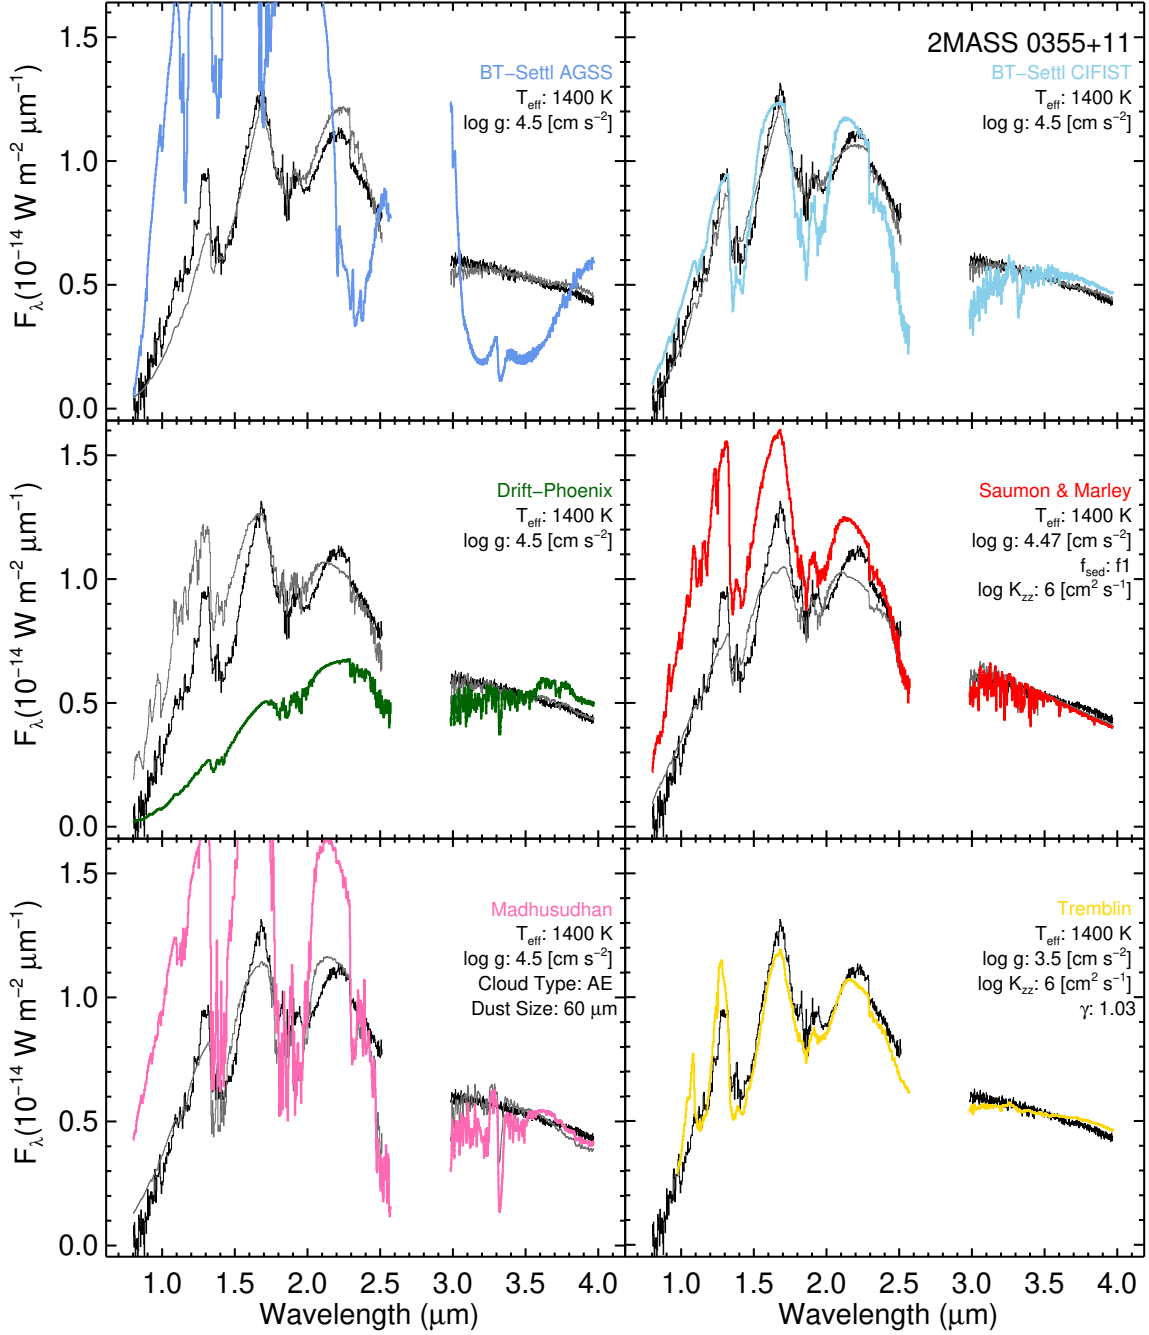 2MASS 0355+11
BT−Settl AGSS
T_eff: 1400 K
log g: 4.5 [cm s⁻²]
BT−Settl CIFIST
T_eff: 1400 K
log g: 4.5 [cm s⁻²]
1.5
1.0
0.5
0.0
F_λ(10⁻¹⁴ W m⁻² μm⁻¹)
Drift−Phoenix
T_eff: 1400 K
log g: 4.5 [cm s⁻²]
Saumon & Marley
T_eff: 1400 K
log g: 4.47 [cm s⁻²]
f_sed: f1
log K_zz: 6 [cm² s⁻¹]
1.5
1.0
0.5
0.0
F_λ(10⁻¹⁴ W m⁻² μm⁻¹)
Madhusudhan
T_eff: 1400 K
log g: 4.5 [cm s⁻²]
Cloud Type: AE
Dust Size: 60 μm
Tremblin
T_eff: 1400 K
log g: 3.5 [cm s⁻²]
log K_zz: 6 [cm² s⁻¹]
γ: 1.03
1.5
1.0
0.5
0.0
F_λ(10⁻¹⁴ W m⁻² μm⁻¹)
1.0 1.5 2.0 2.5 3.0 3.5 4.0
Wavelength (μm)
1.0 1.5 2.0 2.5 3.0 3.5 4.0
Wavelength (μm)